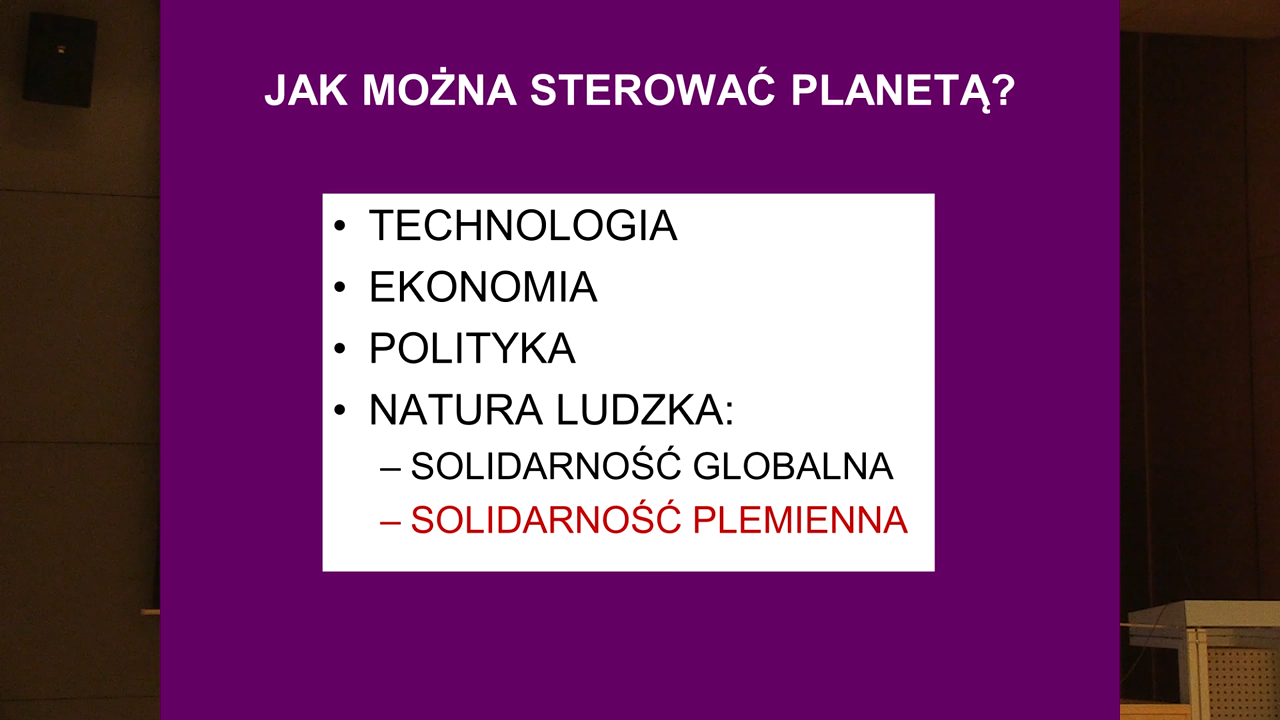 JAK MOŻNA STEROWAĆ PLANETĄ?
• TECHNOLOGIA
• EKONOMIA
• POLITYKA
• NATURA LUDZKA:
– SOLIDARNOŚĆ GLOBALNA
– SOLIDARNOŚĆ PLEMIENNA